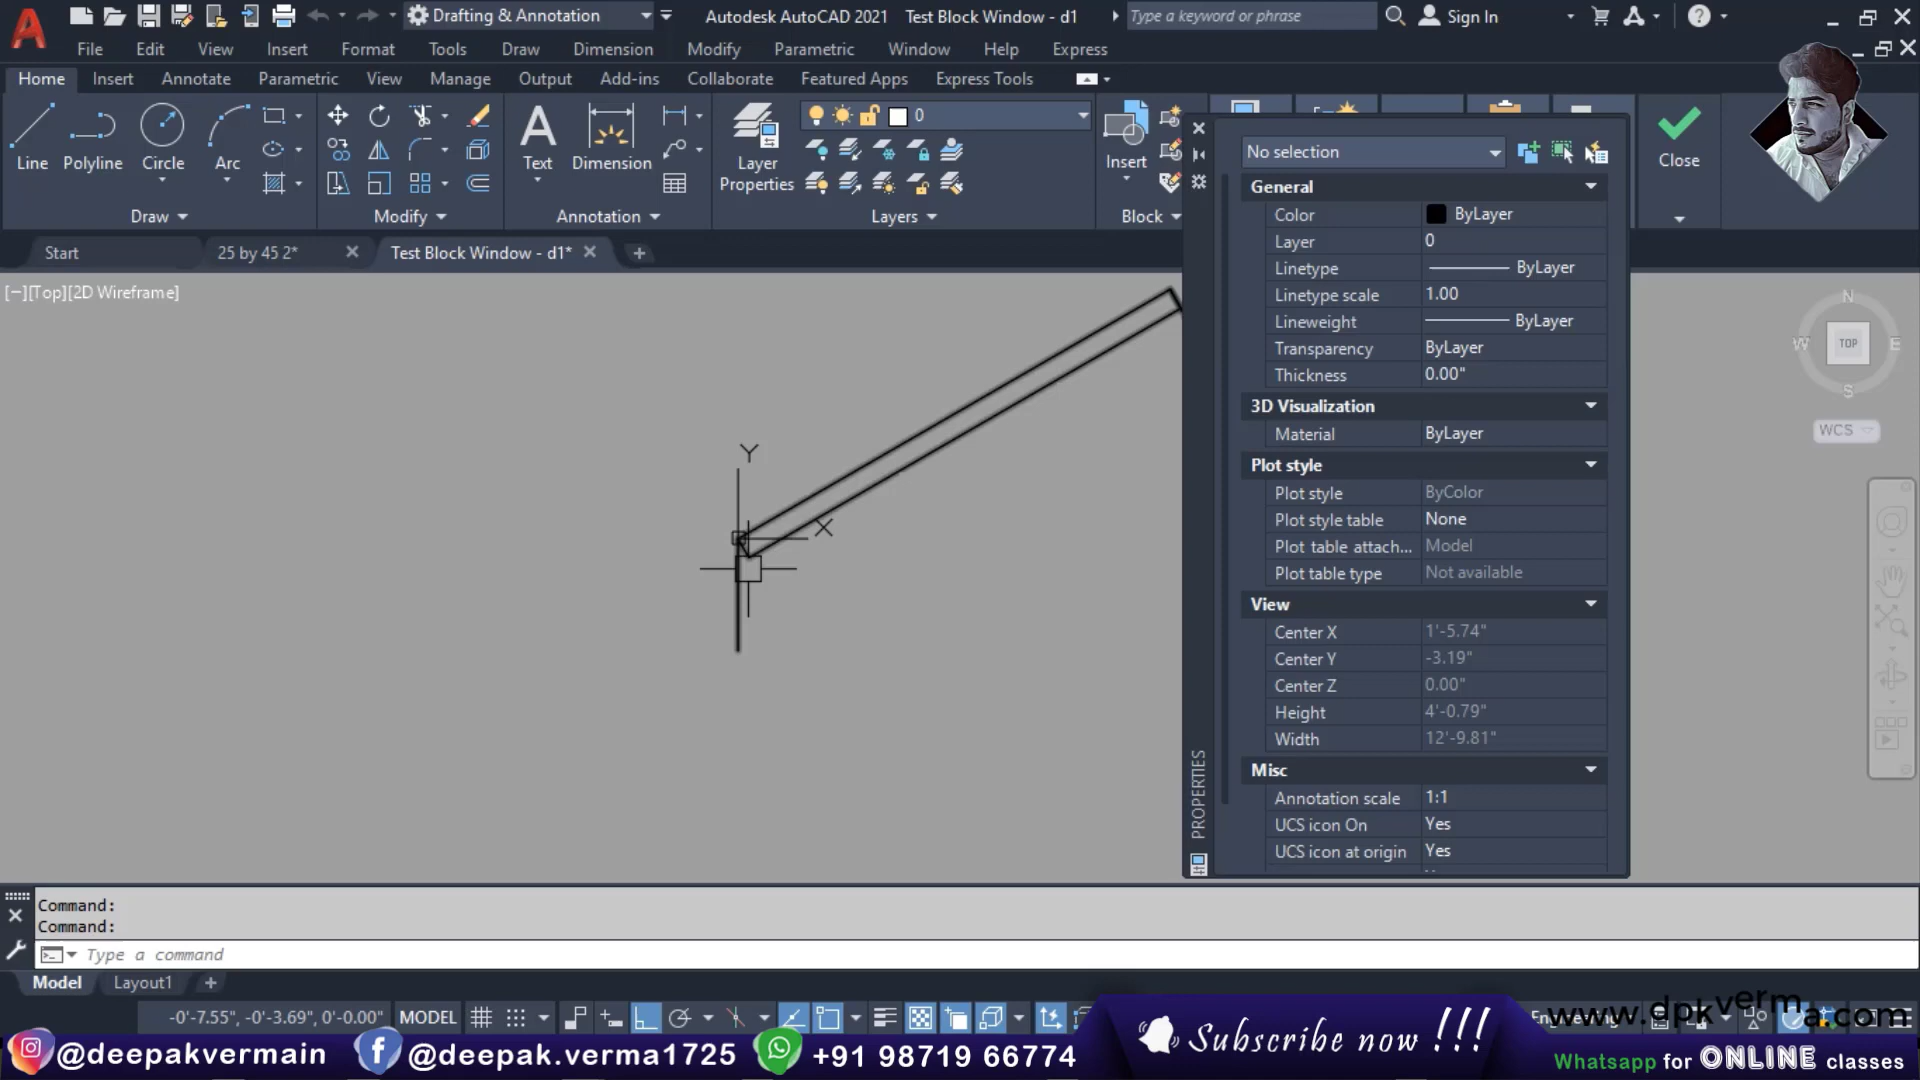 Drafting & Annotation
Autodesk AutoCAD 2021
Test Block Window - d1
Type a keyword or phrase
Sign In
File Edit View Insert Format Tools Draw Dimension Modify Parametric Window Help Express
Home Insert Annotate Parametric View Manage Output Add-ins Collaborate Featured Apps Express Tools
0
Line Polyline Circle Arc
Text Dimension
Layer
Properties
Insert
Close
Draw Modify Annotation Layers Block
Start
25 by 45 2*
Test Block Window - d1*
[−][Top][2D Wireframe]
Y
X
No selection
General
Color ByLayer
Layer 0
Linetype ByLayer
Linetype scale 1.00
Lineweight ByLayer
Transparency ByLayer
Thickness 0.00"
3D Visualization
Material ByLayer
Plot style
Plot style ByColor
Plot style table None
Plot table attach... Model
Plot table type Not available
View
Center X 1'-5.74"
Center Y -3.19"
Center Z 0.00"
Height 4'-0.79"
Width 12'-9.81"
Misc
Annotation scale 1:1
UCS icon On Yes
UCS icon at origin Yes
PROPERTIES
N
W TOP E
S
WCS
Command:
Command:
Type a command
Model Layout1
-0'-7.55", -0'-3.69", 0'-0.00" MODEL
www.dpkverma.com
@deepakvermain
@deepak.verma1725
+91 98719 66774
Subscribe now !!!
Whatsapp for ONLINE classes